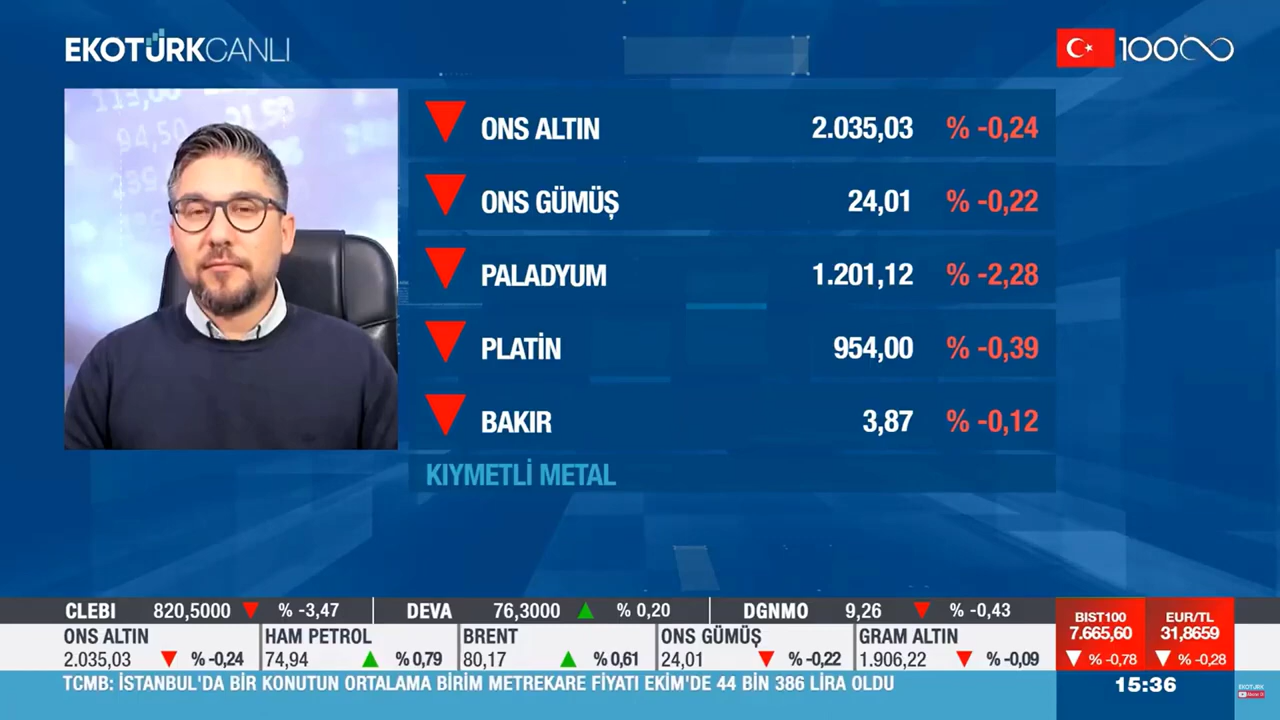 EKOTÜRKCANLI
100
ONS ALTIN 2.035,03 % -0,24
ONS GÜMÜŞ 24,01 % -0,22
PALADYUM 1.201,12 % -2,28
PLATİN 954,00 % -0,39
BAKIR 3,87 % -0,12
KIYMETLİ METAL
CLEBI 820,5000 % -3,47 DEVA 76,3000 % 0,20 DGNMO 9,26 % -0,43
ONS ALTIN HAM PETROL BRENT ONS GÜMÜŞ GRAM ALTIN
2.035,03 % -0,24 74,94 % 0,79 80,17 % 0,61 24,01 % -0,22 1.906,22 % -0,09
BIST100 EUR/TL
7.665,60 31,8659
% -0,78 % -0,28
TCMB: İSTANBUL'DA BİR KONUTUN ORTALAMA BİRİM METREKARE FİYATI EKİM'DE 44 BİN 386 LİRA OLDU
15:36
EKOTÜRK